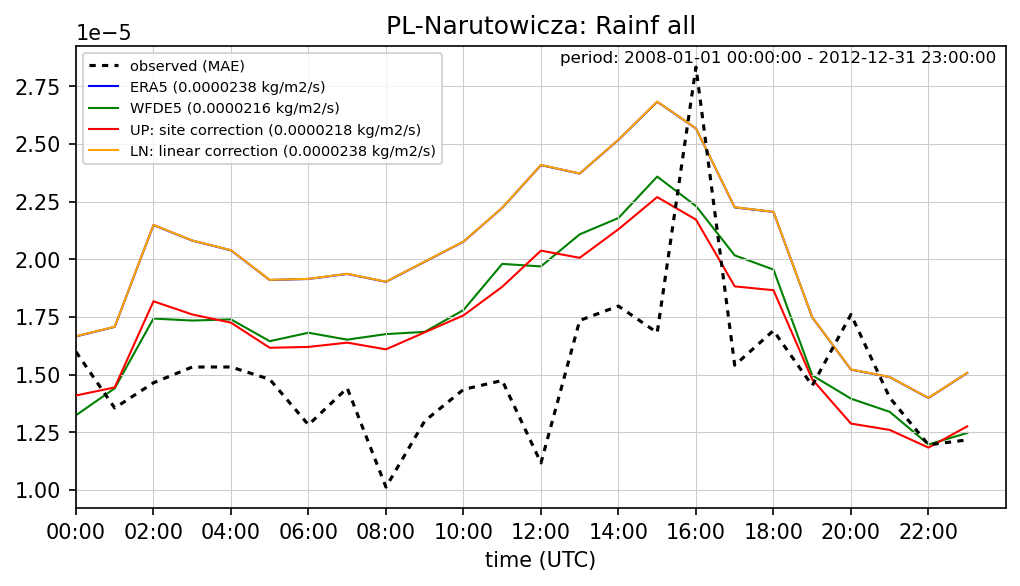 PL-Narutowicza: Rainf all
1e−5
period: 2008-01-01 00:00:00 - 2012-12-31 23:00:00
observed (MAE)
ERA5 (0.0000238 kg/m2/s)
WFDE5 (0.0000216 kg/m2/s)
UP: site correction (0.0000218 kg/m2/s)
LN: linear correction (0.0000238 kg/m2/s)
2.75
2.50
2.25
2.00
1.75
1.50
1.25
1.00
00:00 02:00 04:00 06:00 08:00 10:00 12:00 14:00 16:00 18:00 20:00 22:00
time (UTC)